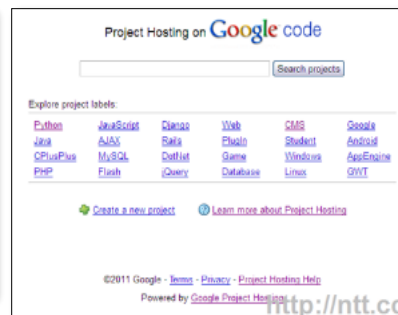 Project Hosting on Google code
Search projects
Explore project labels:
Python JavaScript Django Web CMS Google
Java AJAX Rails Plugin Student Android
CPlusPlus MySQL DotNet Game Windows AppEngine
PHP Flash jQuery Database Linux GWT
Create a new project Learn more about Project Hosting
©2011 Google - Terms - Privacy - Project Hosting Help
Powered by Google Project Hosting
http://ntt.cc